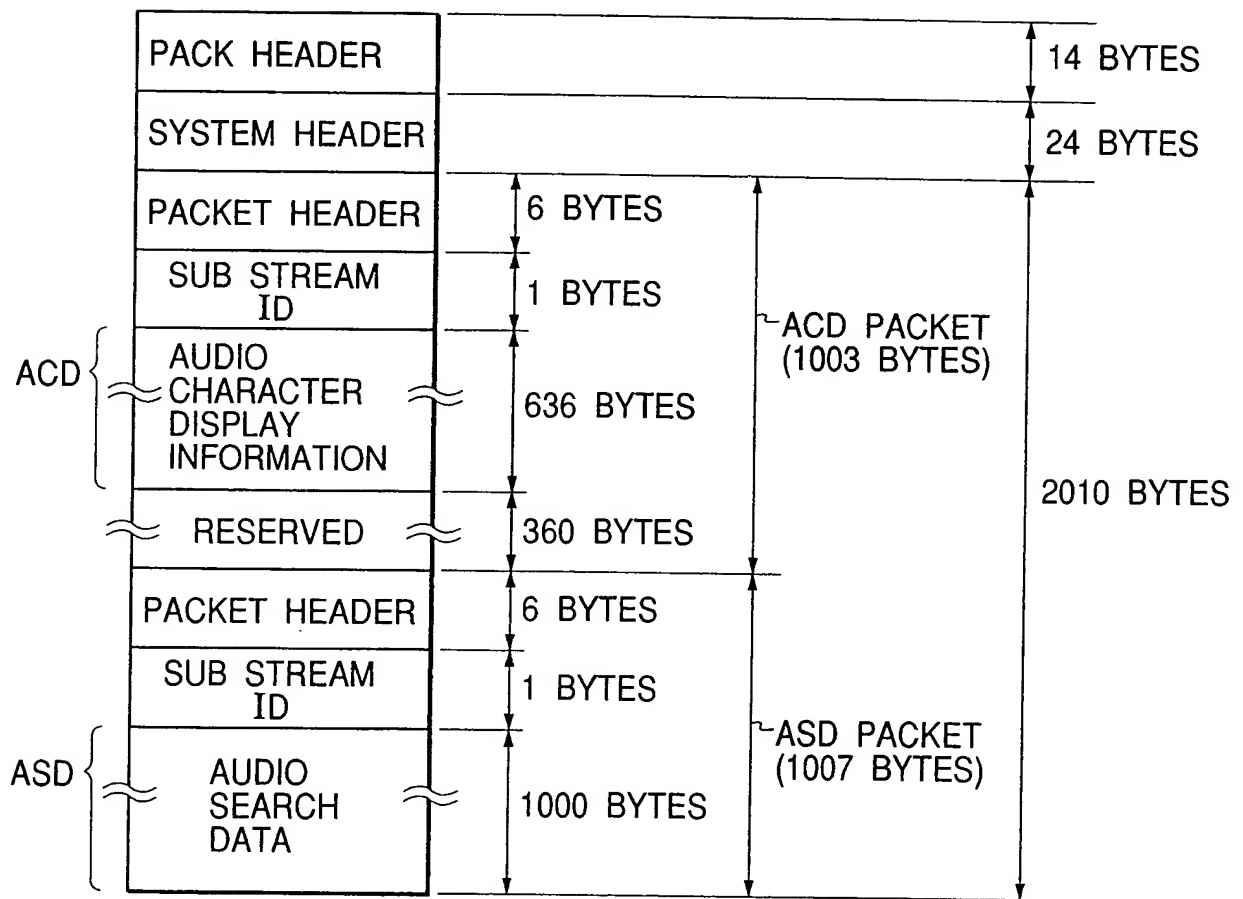 PACK HEADER
14 BYTES
SYSTEM HEADER
24 BYTES
PACKET HEADER
6 BYTES
SUB STREAM
ID
1 BYTES
ACD PACKET
(1003 BYTES)
ACD
AUDIO
CHARACTER
DISPLAY
INFORMATION
636 BYTES
2010 BYTES
RESERVED
360 BYTES
PACKET HEADER
6 BYTES
SUB STREAM
ID
1 BYTES
ASD PACKET
(1007 BYTES)
ASD
AUDIO
SEARCH
DATA
1000 BYTES